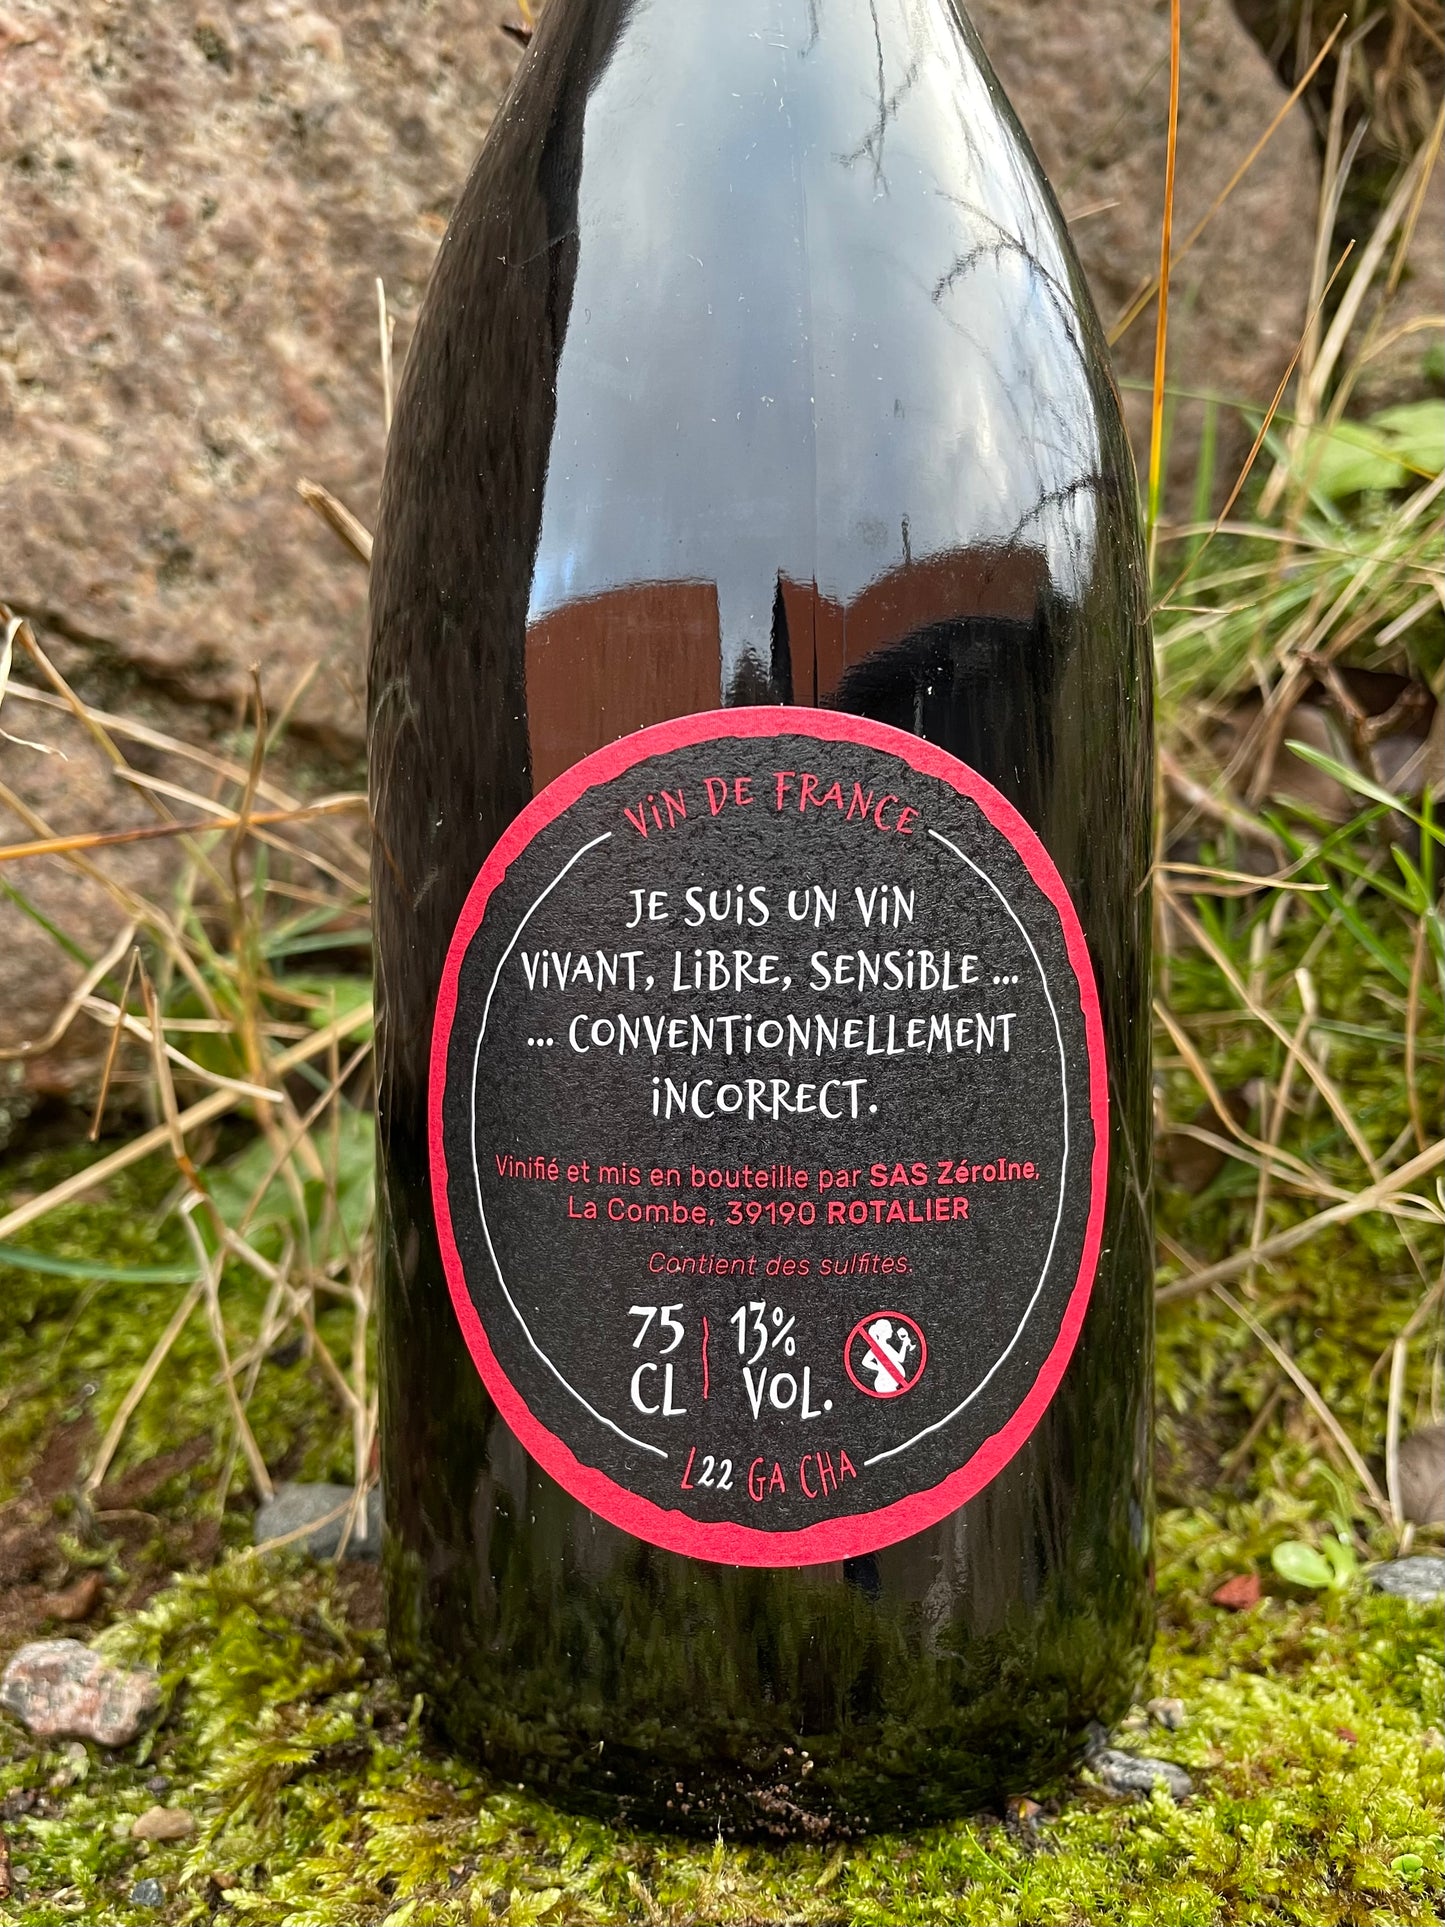 ViN DE FRANCE
JE SUiS UN ViN
ViVANT, LiBRE, SENSiBLE ...
... CONVENTiONNELLEMENT
iNCORRECT.
Vinifié et mis en bouteille par SAS ZéroIne,
La Combe, 39190 ROTALIER
Contient des sulfites.
75 CL | 13% VOL.
L22 GA CHA